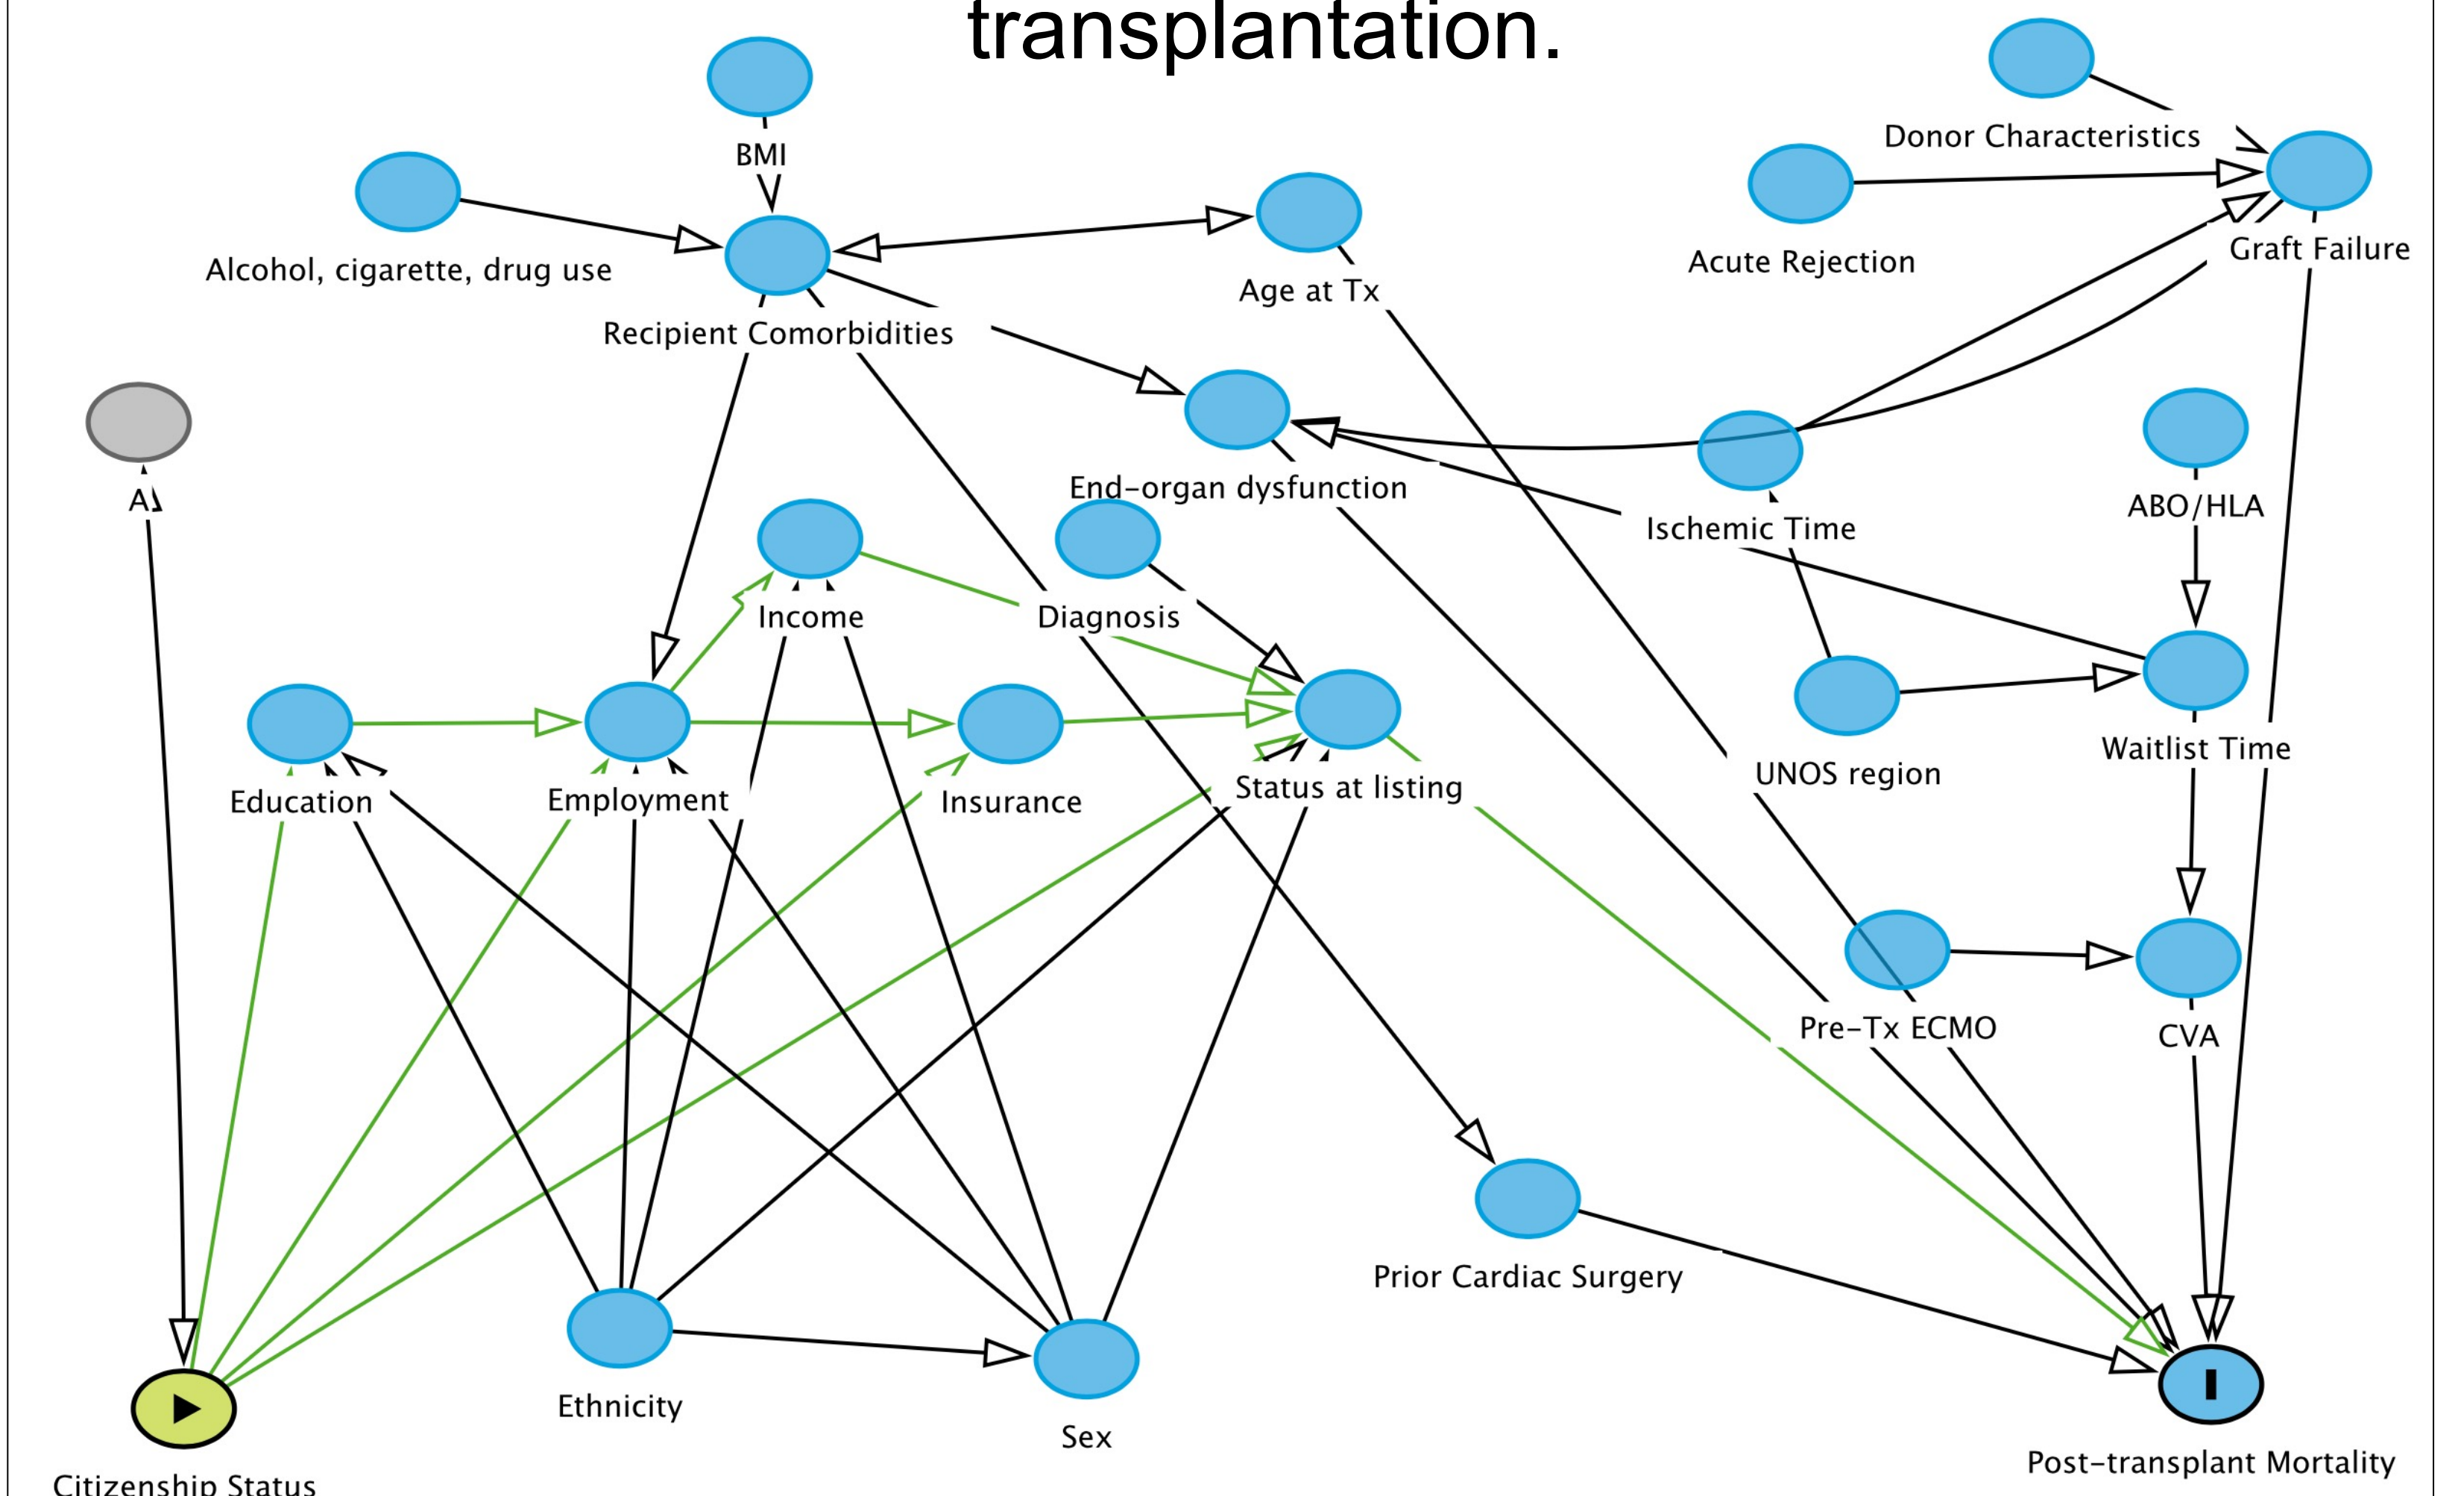 transplantation.
BMI
Donor Characteristics
Alcohol, cigarette, drug use
Acute Rejection
Graft Failure
Age at Tx
Recipient Comorbidities
End-organ dysfunction
A
ABO/HLA
Ischemic Time
Income
Diagnosis
Waitlist Time
UNOS region
Status at listing
Education
Employment
Insurance
Pre-Tx ECMO
CVA
Prior Cardiac Surgery
Ethnicity
Sex
Post-transplant Mortality
Citizenship Status